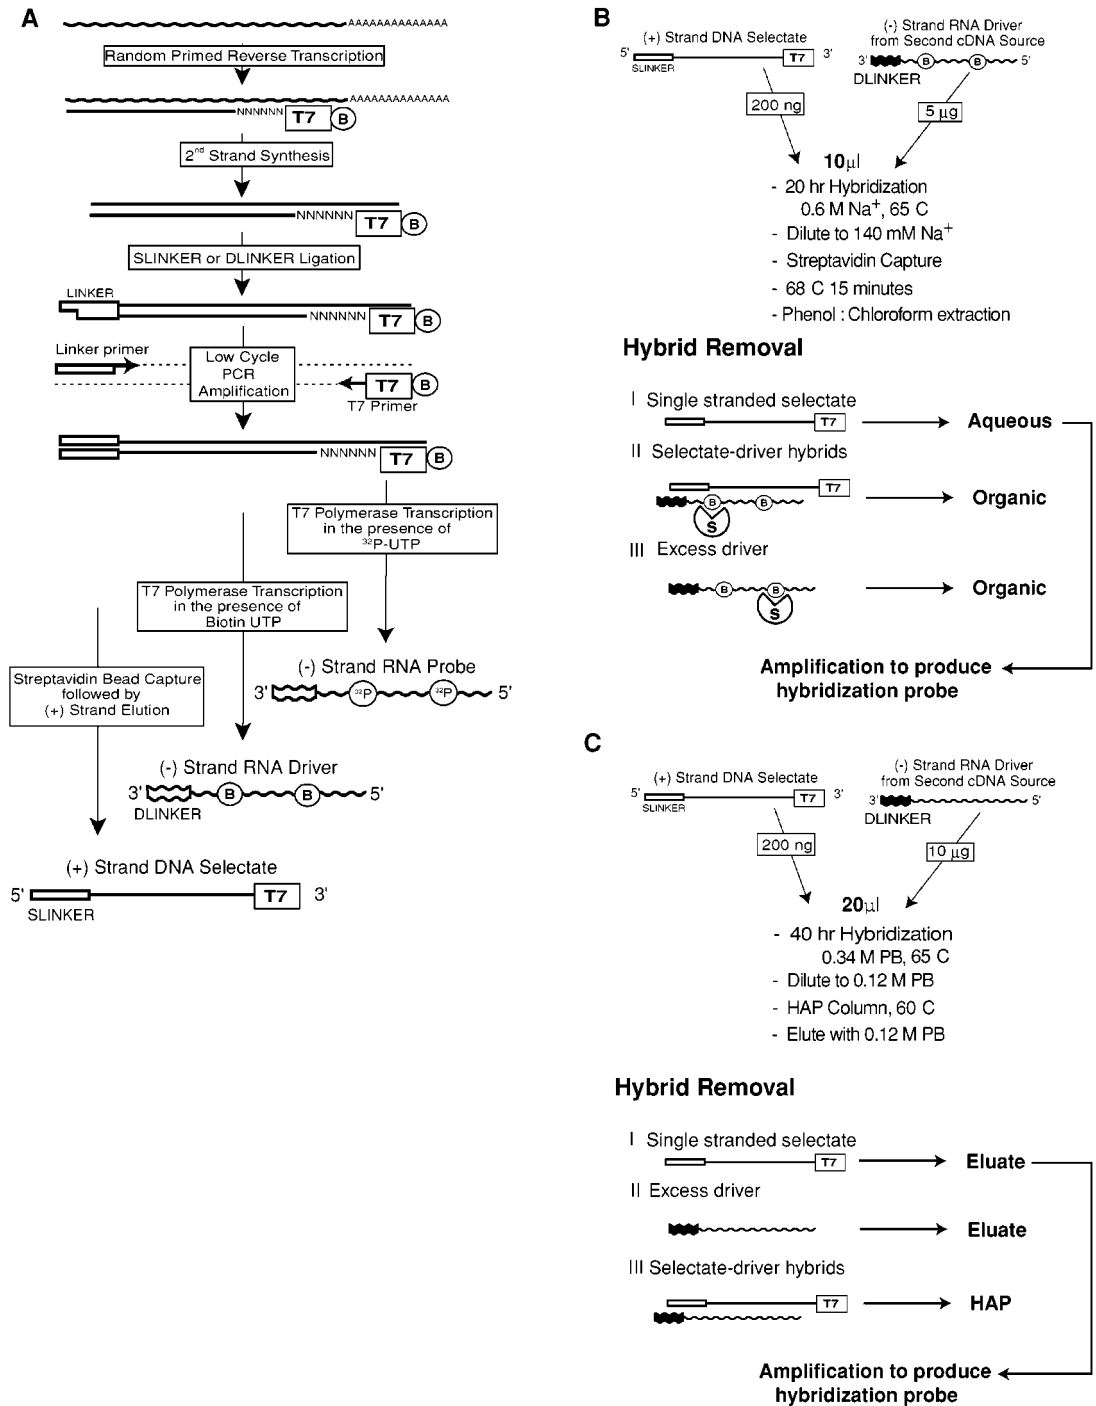 A
AAAAAAAAAAAAAA
Random Primed Reverse Transcription
AAAAAAAAAAAAAA
NNNNNN T7 B
2nd Strand Synthesis
NNNNNN T7 B
SLINKER or DLINKER Ligation
LINKER
NNNNNN T7 B
Linker primer
Low Cycle
PCR
Amplification
T7 B
T7 Primer
NNNNNN T7 B
T7 Polymerase Transcription
in the presence of
32P-UTP
T7 Polymerase Transcription
in the presence of
Biotin UTP
Streptavidin Bead Capture
followed by
(+) Strand Elution
(-) Strand RNA Probe
3' 32P 32P 5'
(-) Strand RNA Driver
3' B B 5'
DLINKER
(+) Strand DNA Selectate
5' T7 3'
SLINKER
B
(+) Strand DNA Selectate
5' T7 3'
SLINKER
(-) Strand RNA Driver
from Second cDNA Source
3' B B 5'
DLINKER
200 ng
5 µg
10µl
- 20 hr Hybridization
0.6 M Na+, 65 C
- Dilute to 140 mM Na+
- Streptavidin Capture
- 68 C 15 minutes
- Phenol : Chloroform extraction
Hybrid Removal
I Single stranded selectate
T7 Aqueous
II Selectate-driver hybrids
T7
B B Organic
S
III Excess driver
B B Organic
S
Amplification to produce
hybridization probe
C
(+) Strand DNA Selectate
5' T7 3'
SLINKER
(-) Strand RNA Driver
from Second cDNA Source
3' 5'
DLINKER
200 ng
10 µg
20µl
- 40 hr Hybridization
0.34 M PB, 65 C
- Dilute to 0.12 M PB
- HAP Column, 60 C
- Elute with 0.12 M PB
Hybrid Removal
I Single stranded selectate
T7 Eluate
II Excess driver
Eluate
III Selectate-driver hybrids
T7 HAP
Amplification to produce
hybridization probe